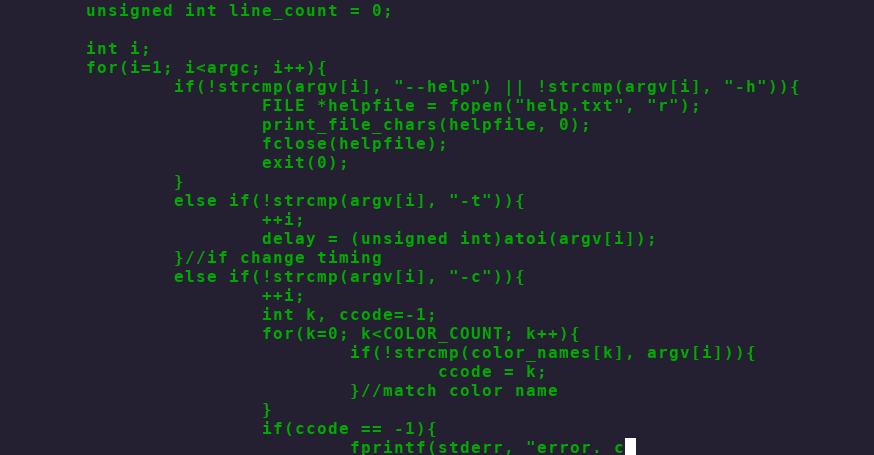 unsigned int line_count = 0;
int i;
for(i=1; i<argc; i++){
if(!strcmp(argv[i], "--help") || !strcmp(argv[i], "-h")){
FILE *helpfile = fopen("help.txt", "r");
print_file_chars(helpfile, 0);
fclose(helpfile);
exit(0);
}
else if(!strcmp(argv[i], "-t")){
++i;
delay = (unsigned int)atoi(argv[i]);
}//if change timing
else if(!strcmp(argv[i], "-c")){
++i;
int k, ccode=-1;
for(k=0; k<COLOR_COUNT; k++){
if(!strcmp(color_names[k], argv[i])){
ccode = k;
}//match color name
}
if(ccode == -1){
fprintf(stderr, "error. c